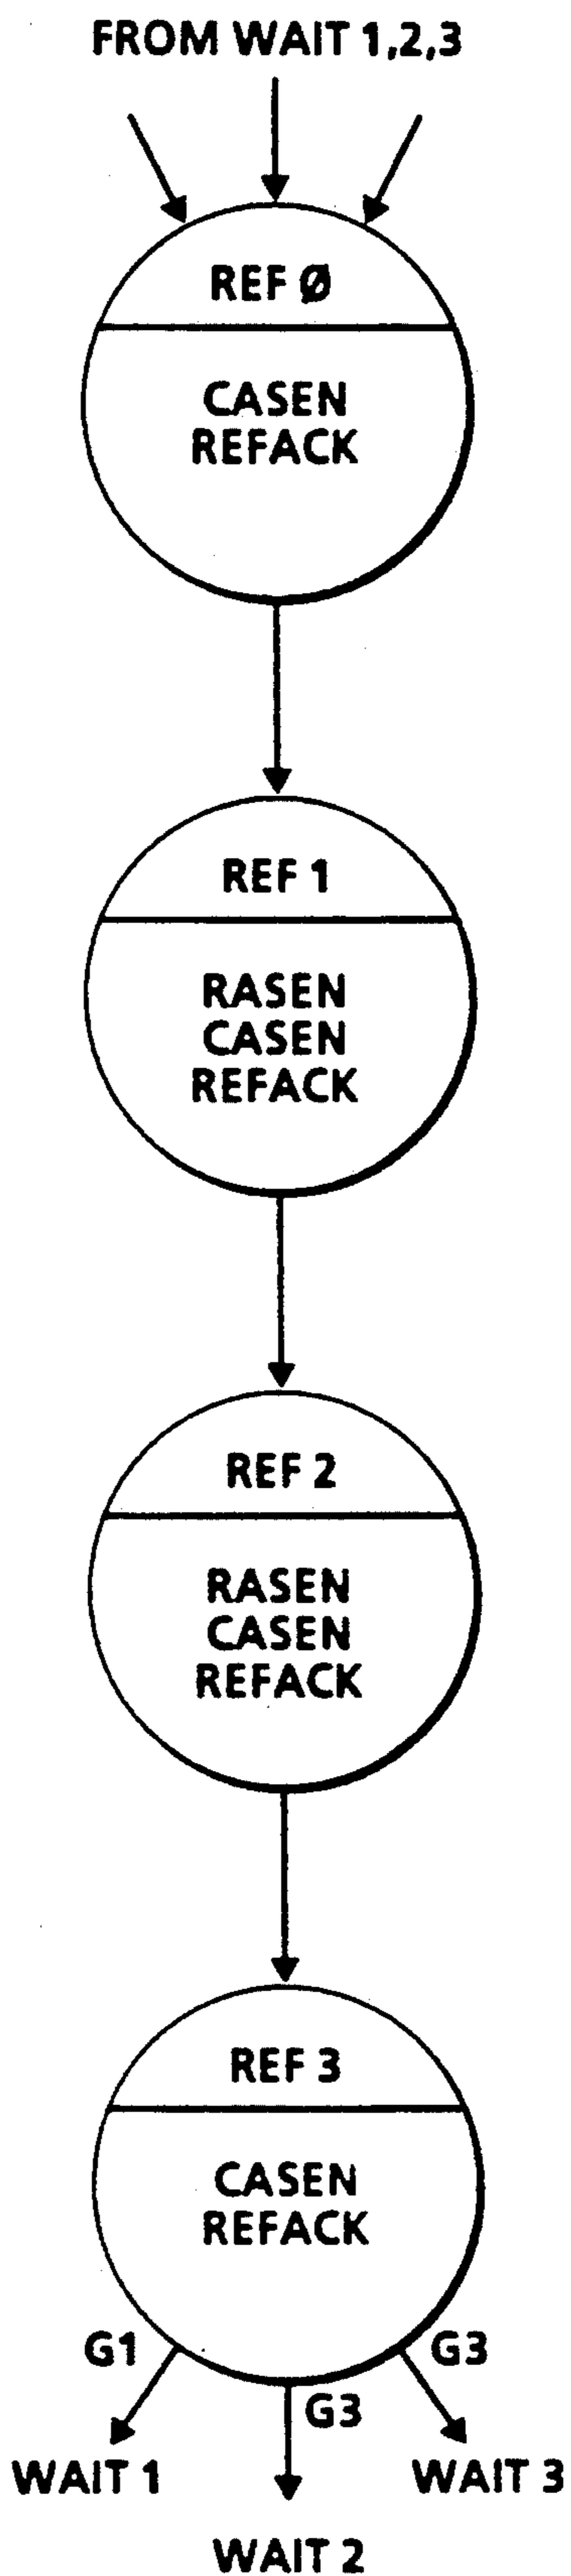 FROM WAIT 1,2,3
REF Ø
CASEN
REFACK
REF 1
RASEN
CASEN
REFACK
REF 2
RASEN
CASEN
REFACK
REF 3
CASEN
REFACK
G1
G3
G3
WAIT 1
WAIT 3
WAIT 2